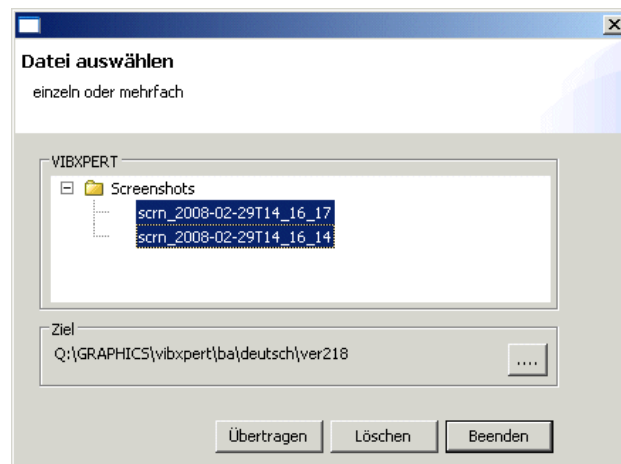 Datei auswählen
einzeln oder mehrfach
VIBXPERT
Screenshots
scrn_2008-02-29T14_16_17
scrn_2008-02-29T14_16_14
Ziel
Q:\GRAPHICS\vibxpert\ba\deutsch\ver218
....
Übertragen
Löschen
Beenden